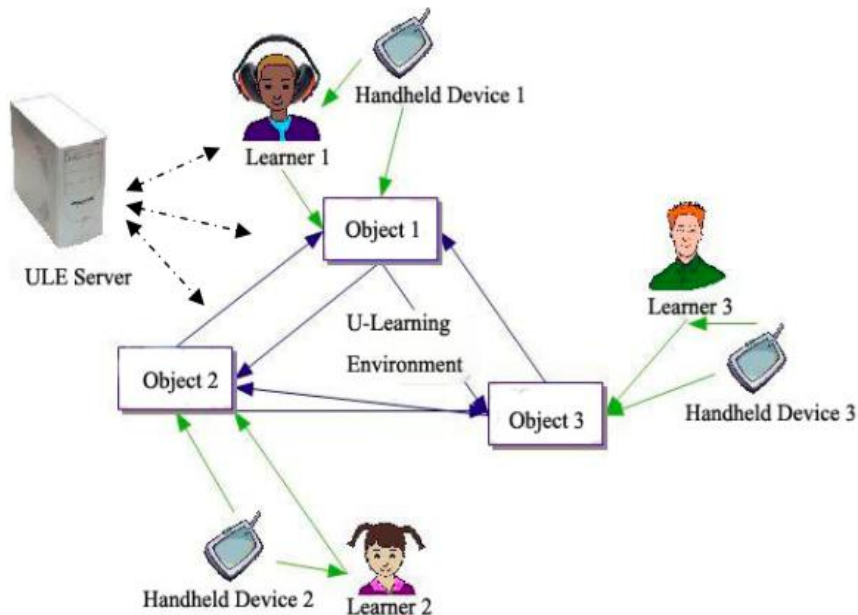 Handheld Device 1
Learner 1
Object 1
ULE Server
U-Learning
Environment
Learner 3
Object 2
Object 3
Handheld Device 3
Handheld Device 2
Learner 2